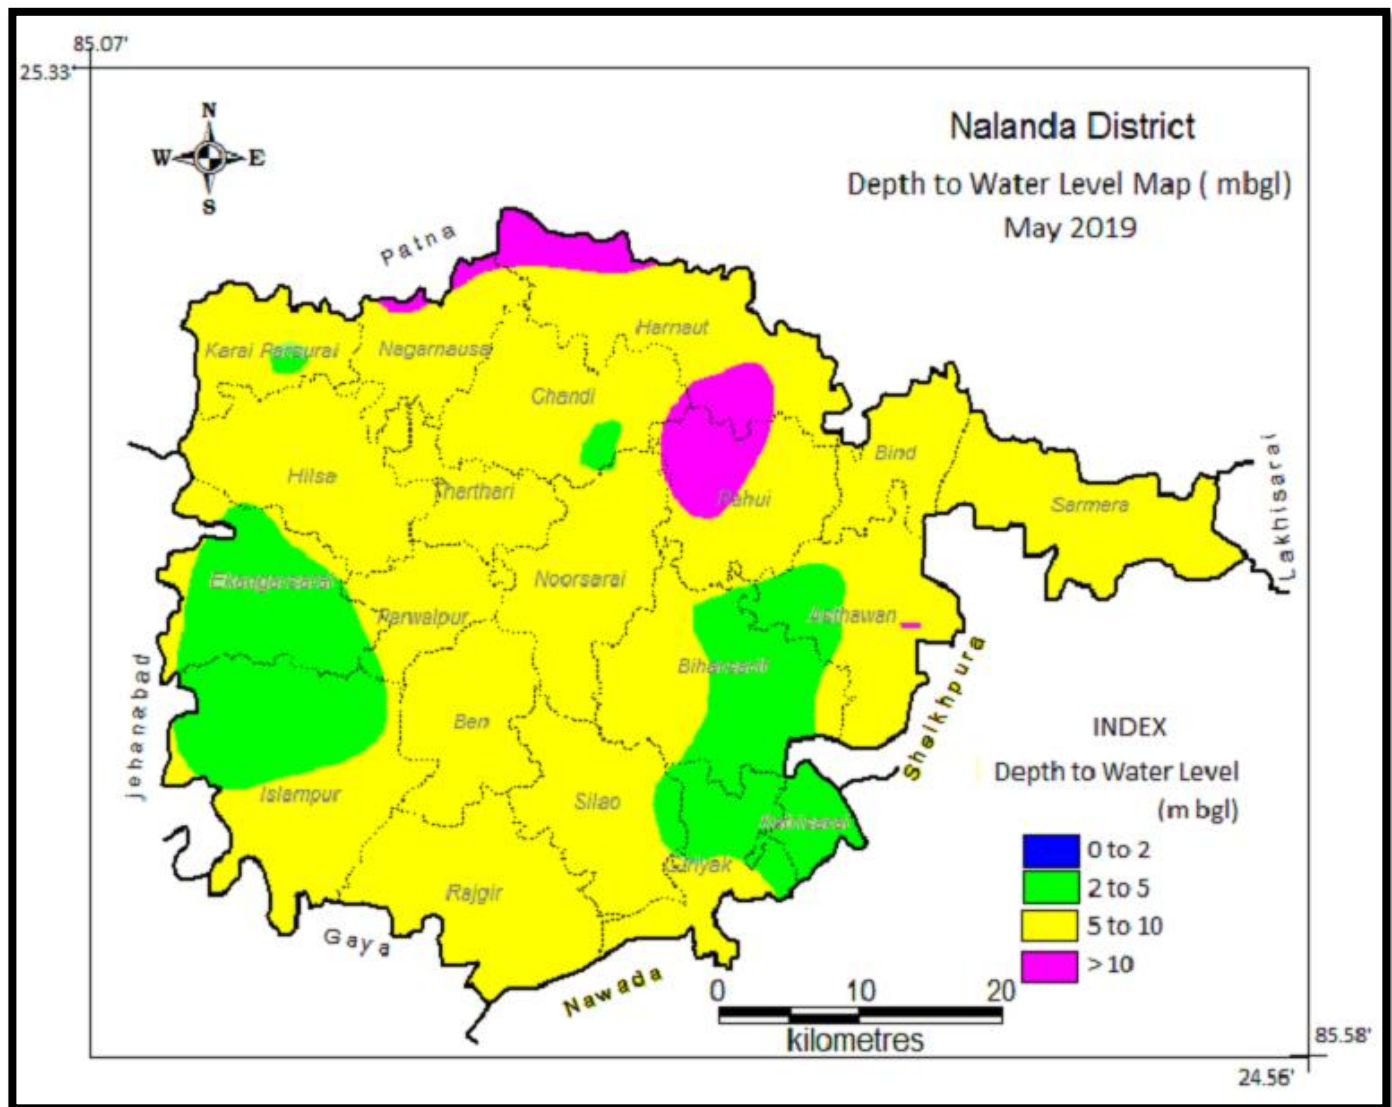 85.07'
25.33'
N
W E
S
Nalanda District
Depth to Water Level Map ( mbgl)
May 2019
Patna
Harnaut
Karai Parsurai
Nagarnausa
Chandi
Bind
Hilsa
Tharthari
Rahui
Sarmera
Lakhisarai
Ekangarsarai
Noorsarai
Parwalpur
Asthawan
Biharsarif
Jehanabad
Ben
Sheikhpura
INDEX
Depth to Water Level
(m bgl)
Islampur
Silao
Katrisarai
0 to 2
Giriyak
2 to 5
Rajgir
5 to 10
Gaya
> 10
Nawada
0 10 20
kilometres
85.58'
24.56'